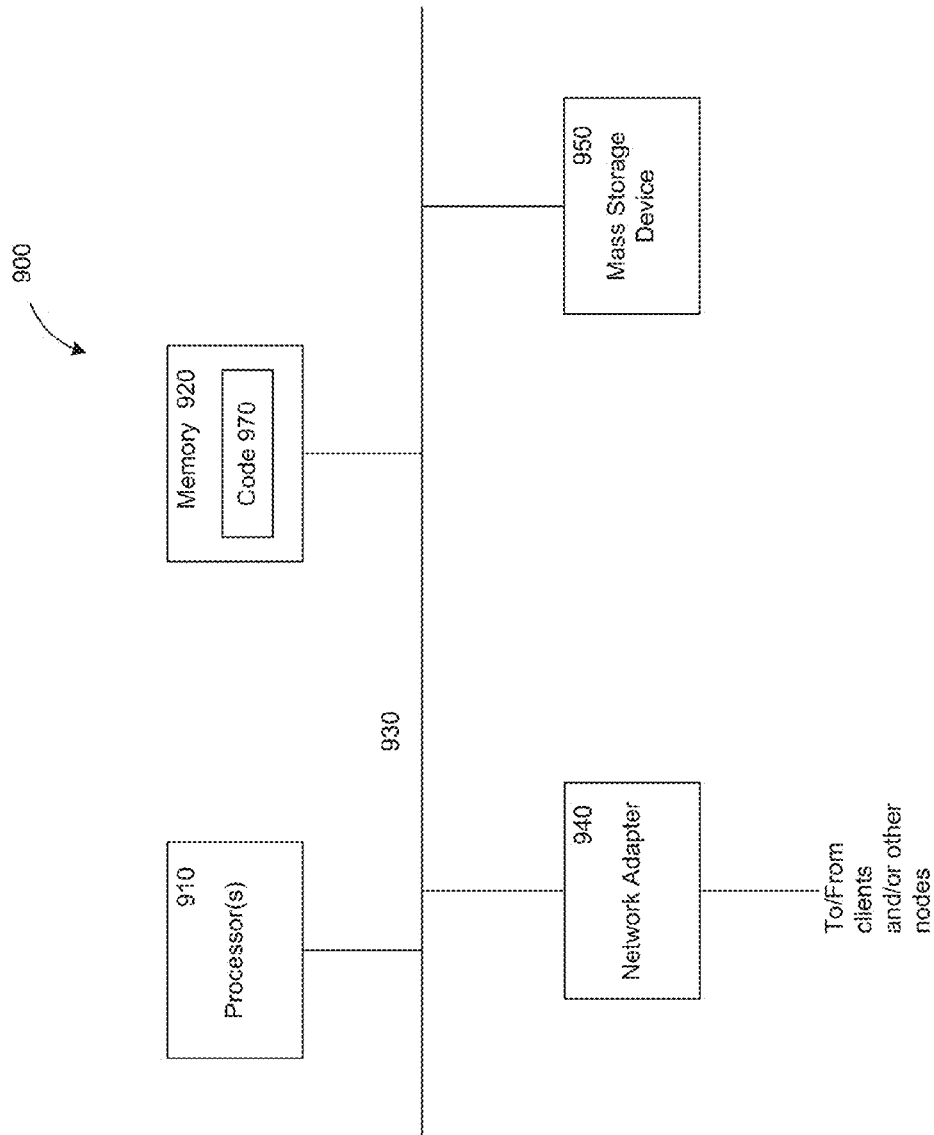 900
910
Processor(s)
Memory 920
Code 970
930
940
Network Adapter
950
Mass Storage
Device
To/From
clients
and/or other
nodes